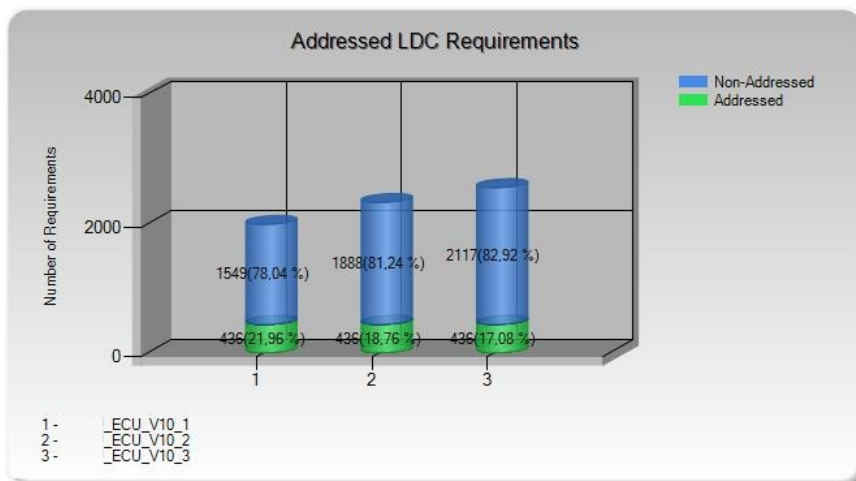 Addressed LDC Requirements
Non-Addressed
Addressed
Number of Requirements
4000
2000
0
1549(78,04 %)
1888(81,24 %)
2117(82,92 %)
436(21,96 %)
436(18,76 %)
436(17,08 %)
1
2
3
1 - _ECU_V10_1
2 - _ECU_V10_2
3 - _ECU_V10_3